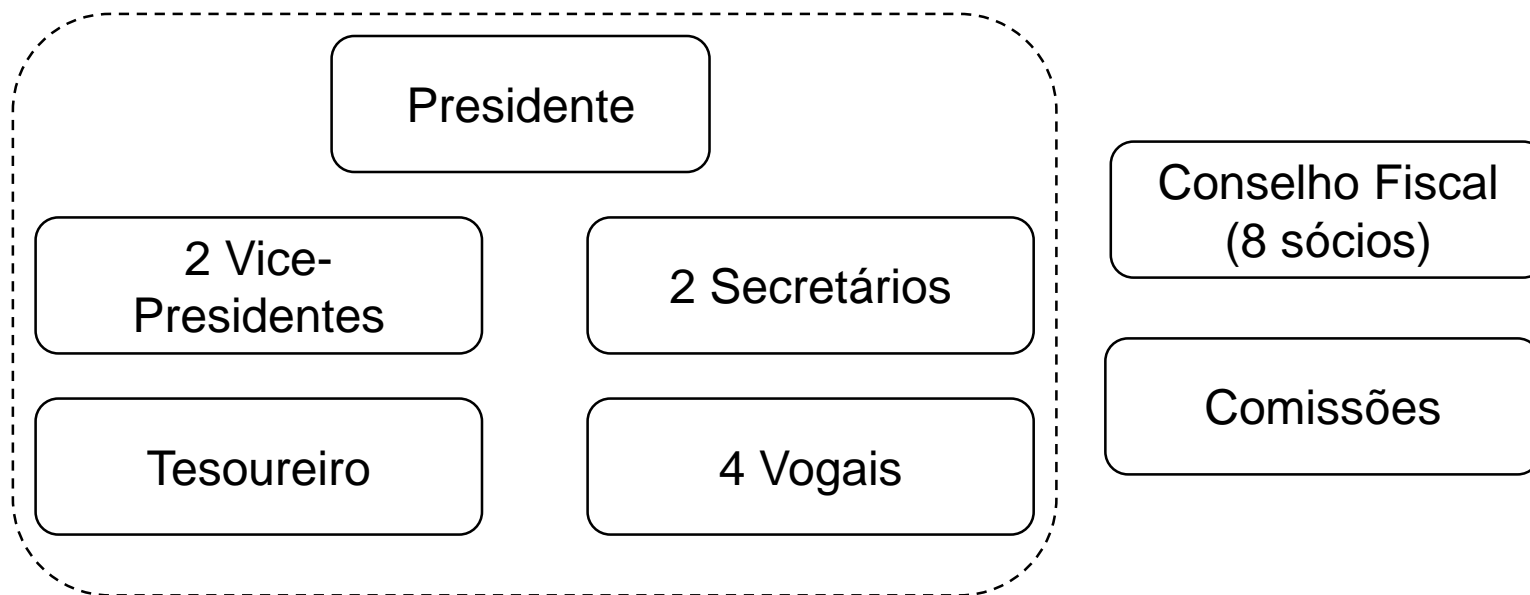 Presidente
2 Vice-
Presidentes
2 Secretários
Tesoureiro
4 Vogais
Conselho Fiscal
(8 sócios)
Comissões